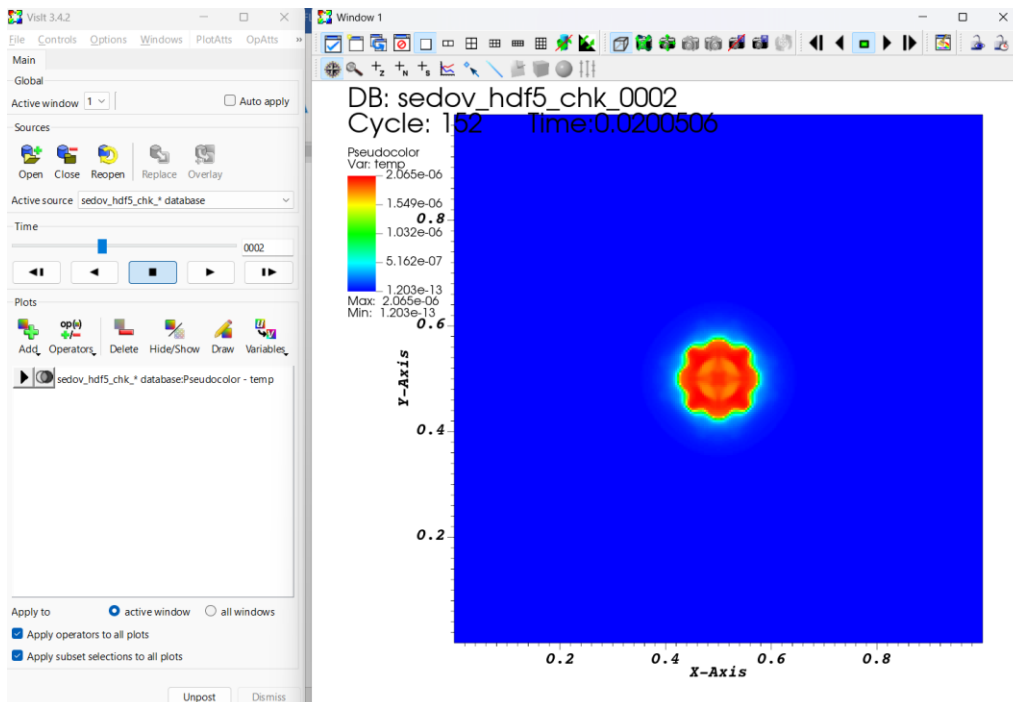 VisIt 3.4.2
File Controls Options Windows PlotAtts OpAtts »
Main
Global
Active window 1 Auto apply
Sources
Open Close Reopen Replace Overlay
Active source sedov_hdf5_chk_* database
Time
0002
Plots
op(=)
Add Operators Delete Hide/Show Draw Variables
sedov_hdf5_chk_* database:Pseudocolor - temp
Apply to active window all windows
Apply operators to all plots
Apply subset selections to all plots
Unpost Dismiss
Window 1
DB: sedov_hdf5_chk_0002
Cycle: 152 Time:0.0200506
Pseudocolor
Var: temp
2.065e-06
1.549e-06
1.032e-06
5.162e-07
1.203e-13
Max: 2.065e-06
Min: 1.203e-13
0.8
0.6
Y-Axis
0.4
0.2
0.2 0.4 0.6 0.8
X-Axis